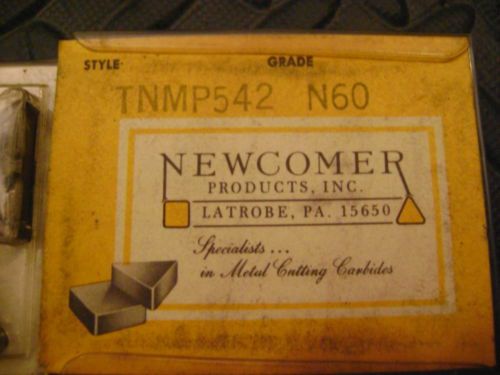 STYLE· GRADE
TNMP542 N60
NEWCOMER
PRODUCTS, INC.
LATROBE, PA. 15650
Specialists...
in Metal Cutting Carbides